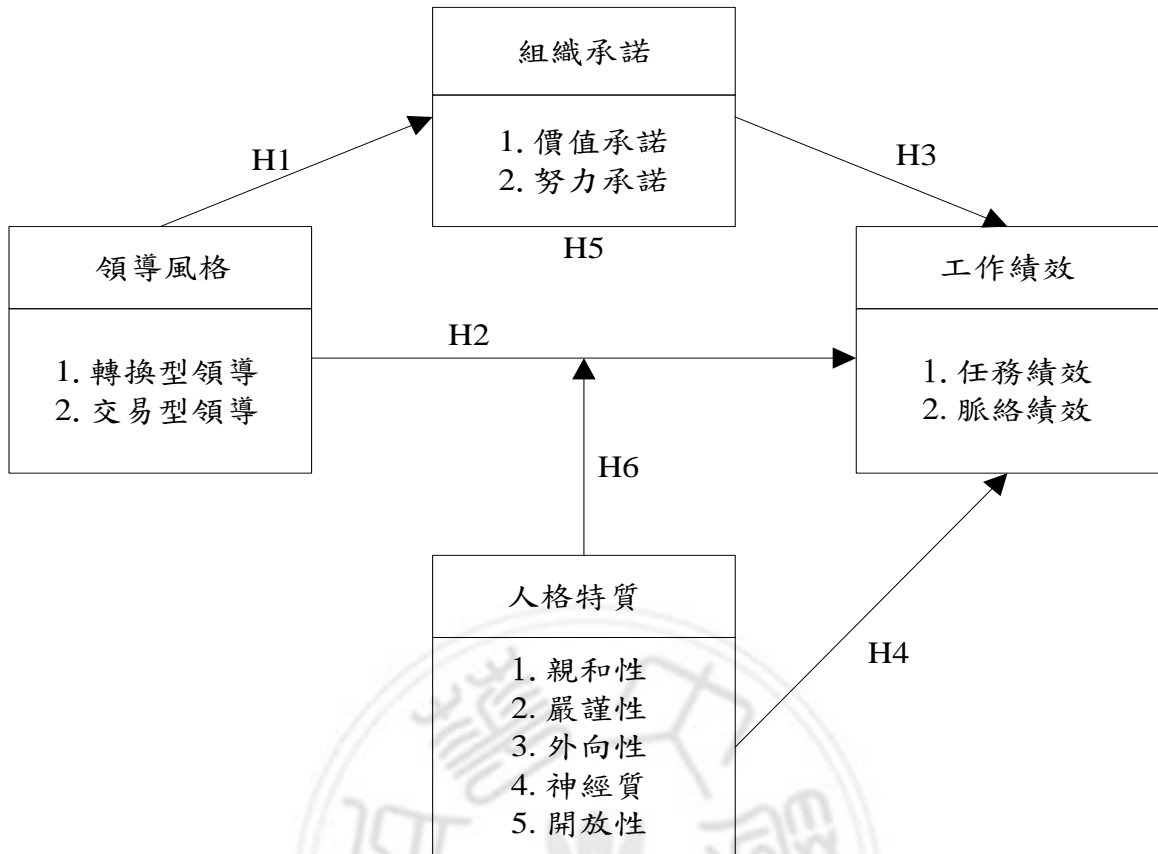 組織承諾
1. 價值承諾
2. 努力承諾
H1
H3
H5
領導風格
1. 轉換型領導
2. 交易型領導
H2
工作績效
1. 任務績效
2. 脈絡績效
H6
人格特質
1. 親和性
2. 嚴謹性
3. 外向性
4. 神經質
5. 開放性
H4